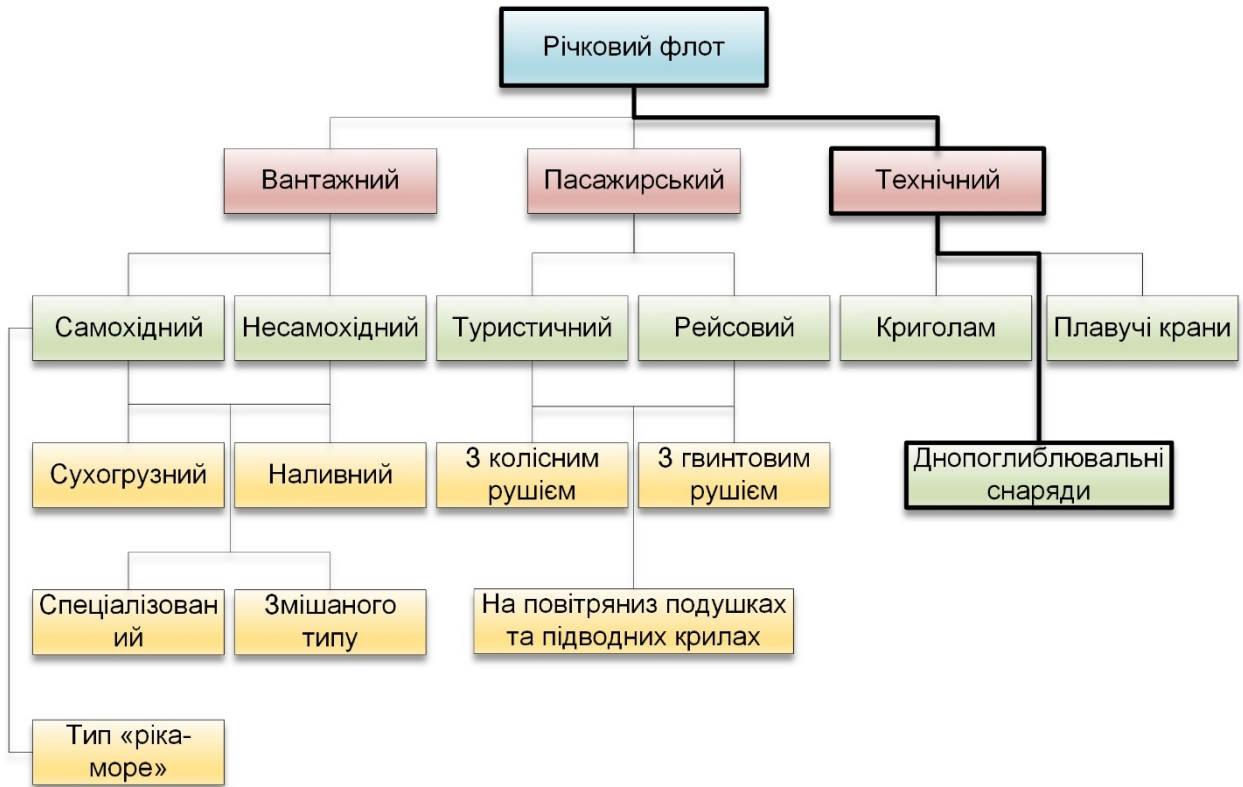 Річковий флот
Вантажний
Пасажирський
Технічний
Самохідний
Несамохідний
Туристичний
Рейсовий
Криголам
Плавучі крани
Сухогрузний
Наливний
З колісним
рушієм
З гвинтовим
рушієм
Днопоглиблювальні
снаряди
Спеціалізован
ий
Змішаного
типу
На повітряниз подушках
та підводних крилах
Тип «ріка-
море»